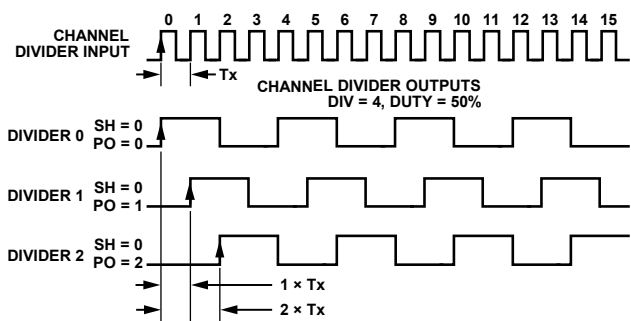 0 1 2 3 4 5 6 7 8 9 10 11 12 13 14 15
CHANNEL
DIVIDER INPUT
Tx
CHANNEL DIVIDER OUTPUTS
DIV = 4, DUTY = 50%
DIVIDER 0
SH = 0
PO = 0
DIVIDER 1
SH = 0
PO = 1
DIVIDER 2
SH = 0
PO = 2
1 × Tx
2 × Tx